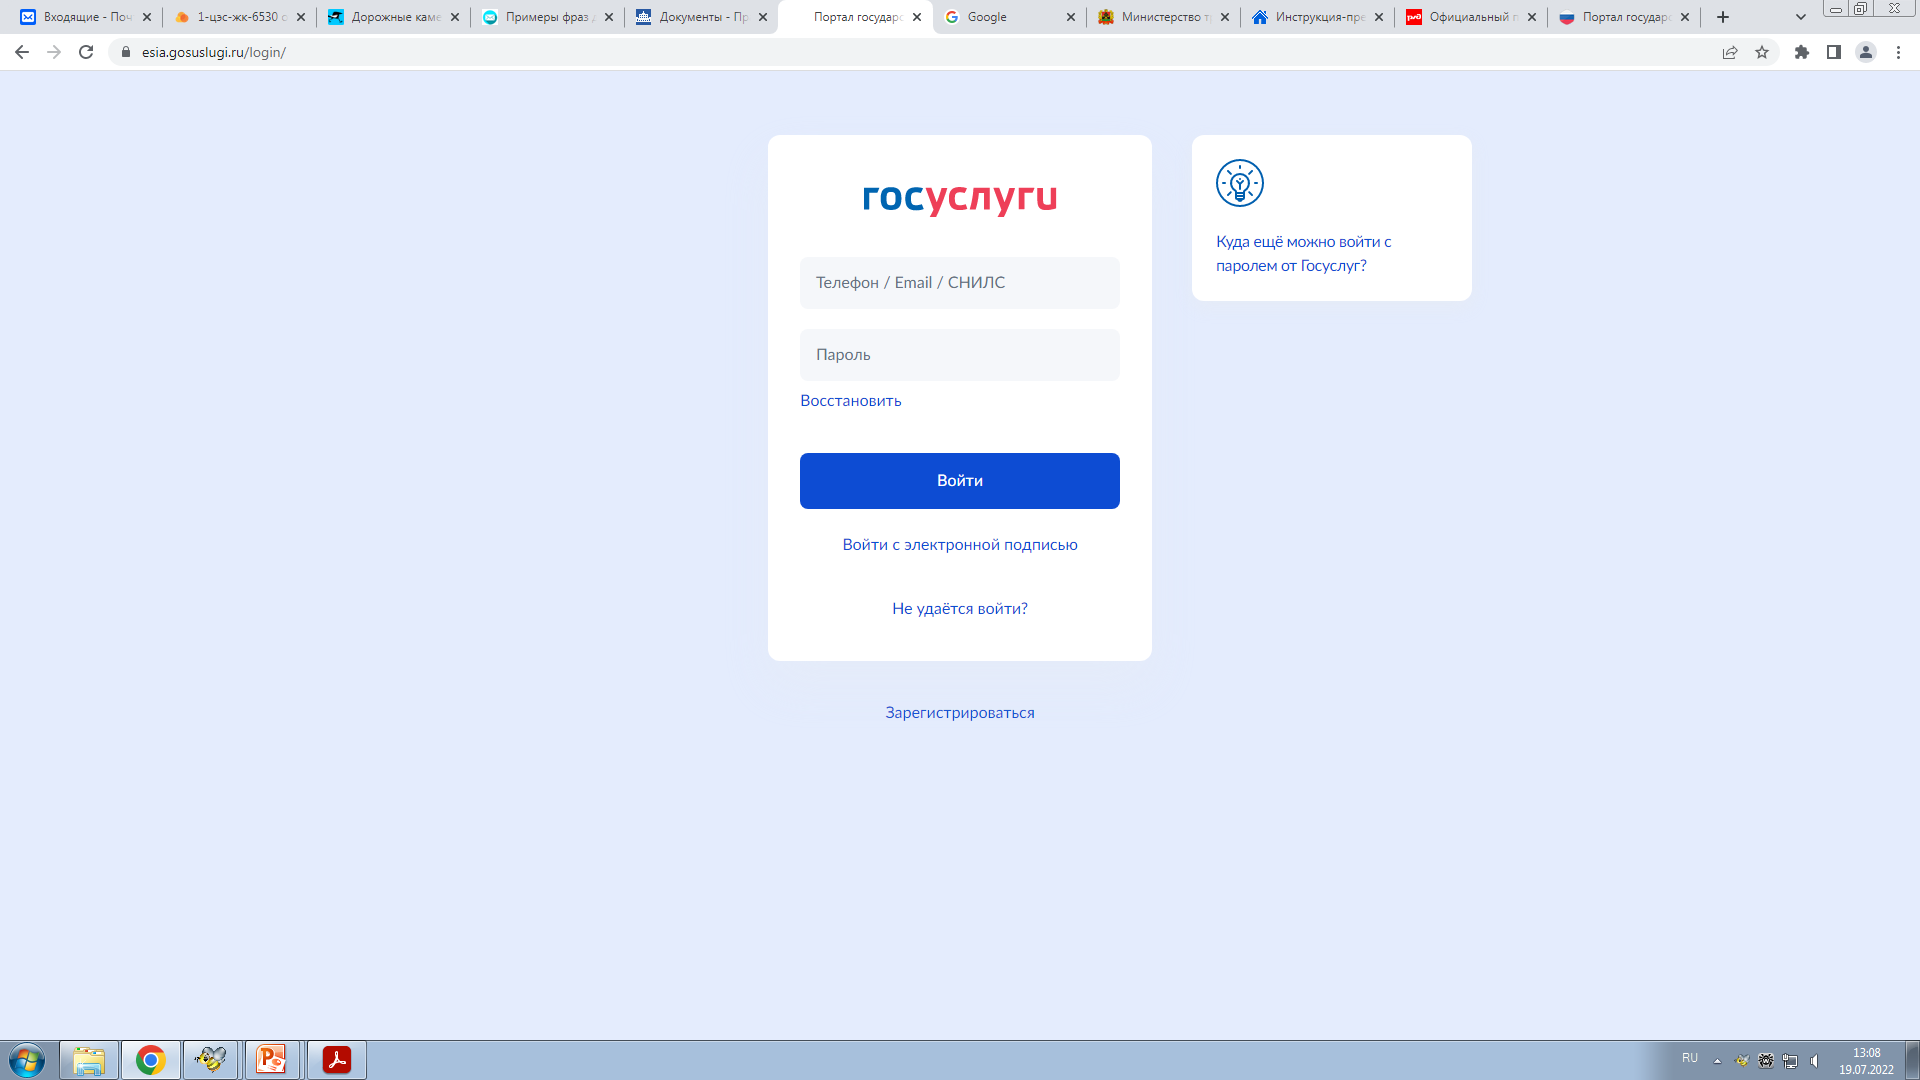 Входящие - Поч
1-цэс-жк-6530 о
Дорожные каме
Примеры фраз д
Документы - Пр
Портал государс
Google
Министерство т
Инструкция-пре
Официальный п
Портал государс
esia.gosuslugi.ru/login/
госуслуги
Телефон / Email / СНИЛС
Пароль
Восстановить
Войти
Войти с электронной подписью
Не удаётся войти?
Зарегистрироваться
Куда ещё можно войти с
паролем от Госуслуг?
RU
13:08
19.07.2022